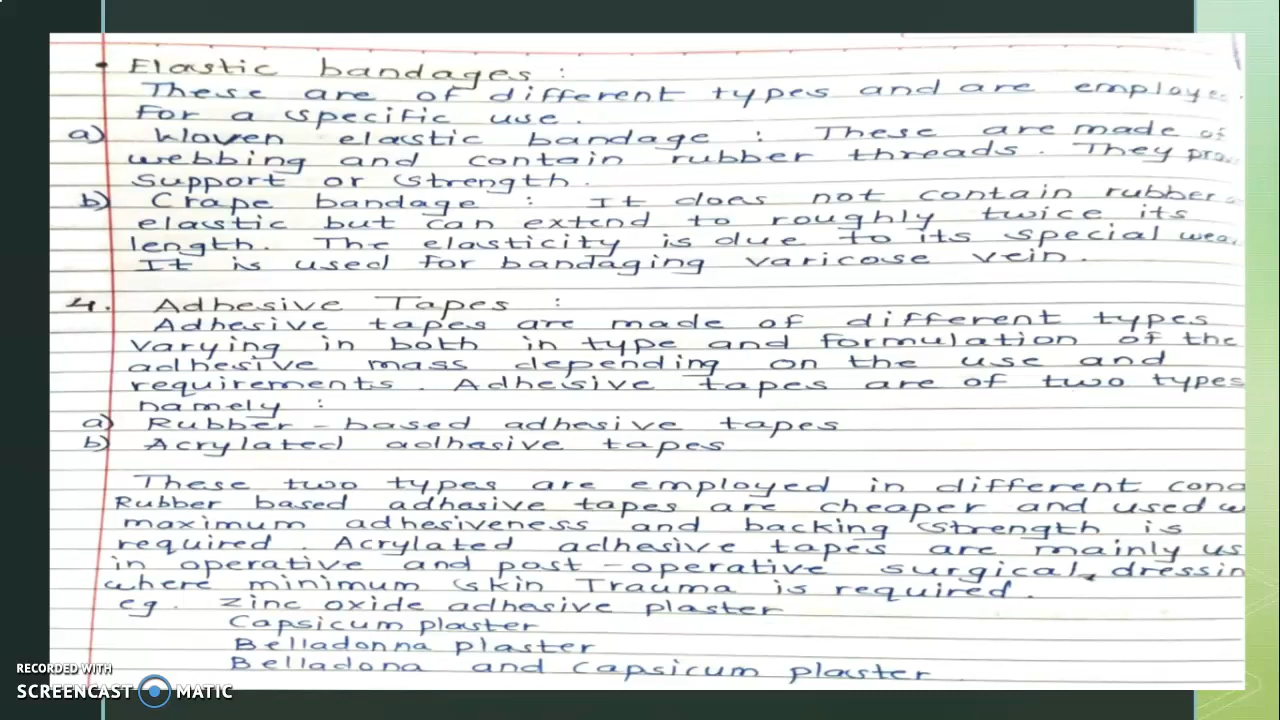 • Elastic bandages :
These are of different types and are employe
for a specific use.
a) Woven elastic bandage : These are made of
webbing and contain rubber threads. They pro
support or strength.
b) Crape bandage : It does not contain rubber
elastic but can extend to roughly twice its
length. The elasticity is due to its special wea
It is used for bandaging varicose vein.
4. Adhesive Tapes :
Adhesive tapes are made of different types
varying in both in type and formulation of the
adhesive mass depending on the use and
requirements. Adhesive tapes are of two types
namely :
a) Rubber-based adhesive tapes
b) Acrylated adhasive tapes
These two types are employed in different cond
Rubber based adhasive tapes are cheaper and used w
maximum adhasiveness and backing strength is
required. Acrylated adhesive tapes are mainly us
in operative and post-operative surgical dressin
where minimum skin Trauma is required.
eg. Zinc oxide adhasive plaster
Capsicum plaster
Belladonna plaster
Belladona and capsicum plaster.
RECORDED WITH
SCREENCAST MATIC